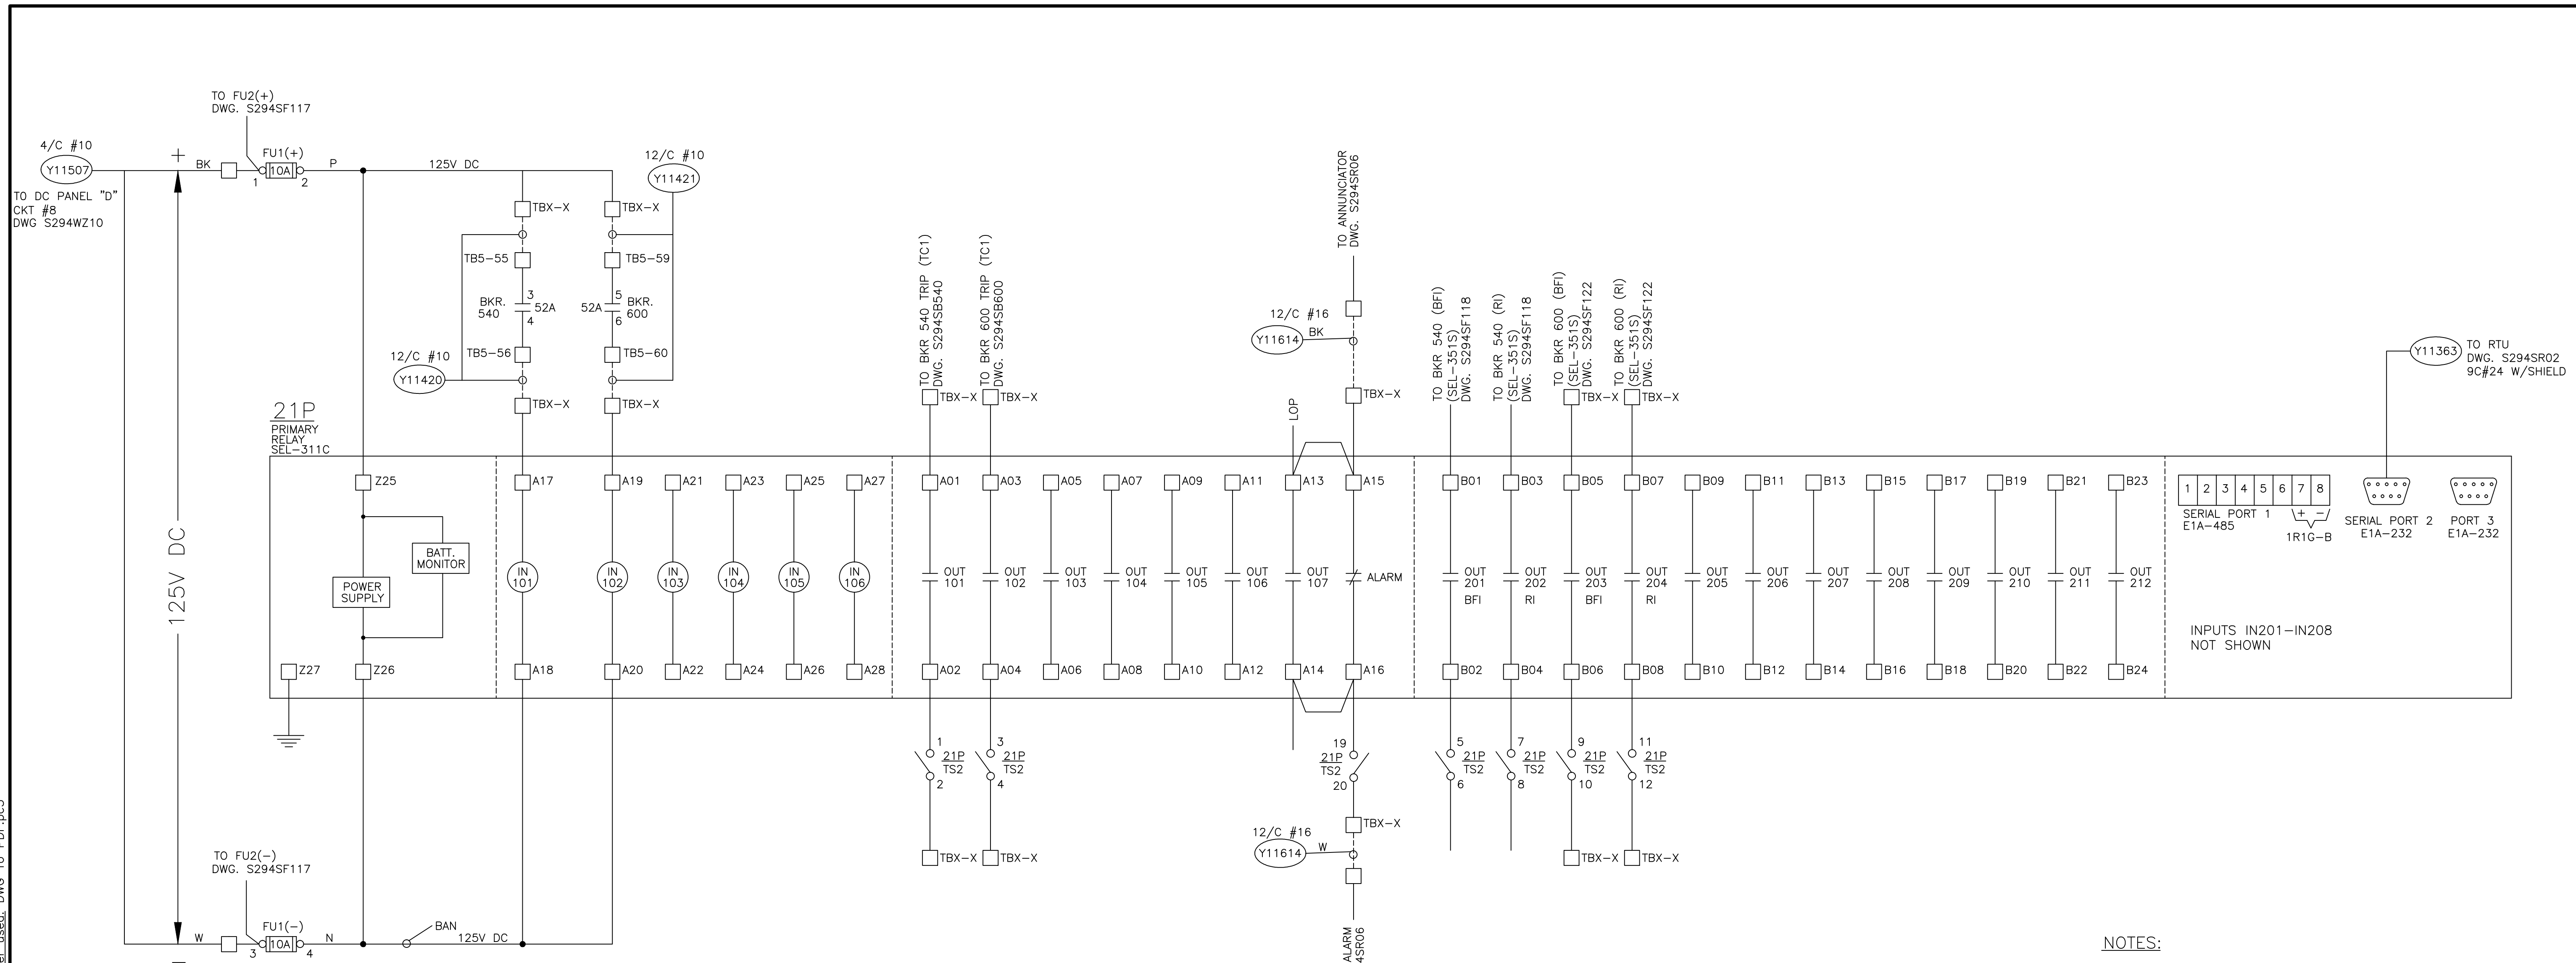 TO FU2(+)
DWG. S294SF117
4/C #10
Y11507
TO DC PANEL "D"
CKT #8
DWG S294WZ10
+
BK
FU1(+)
10A
1
2
P
125V DC
12/C #10
Y11421
TBX-X
TBX-X
TB5-55
TB5-59
BKR.
540
3
52A
4
52A
5
6
BKR.
600
TB5-56
TB5-60
12/C #10
Y11420
TBX-X
TBX-X
125V DC
21P
PRIMARY
RELAY
SEL-311C
TO BKR 540 TRIP (TC1)
DWG. S294SB540
TBX-X
TO BKR 600 TRIP (TC1)
DWG. S294SB600
TBX-X
TO ANNUNCIATOR
DWG. S294SR06
12/C #16
Y11614
BK
TBX-X
LOP
TO BKR 540 (BFI)
(SEL-351S)
DWG. S294SF118
TO BKR 540 (RI)
(SEL-351S)
DWG. S294SF118
TO BKR 600 (BFI)
(SEL-351S)
DWG. S294SF122
TBX-X
TO BKR 600 (RI)
(SEL-351S)
DWG. S294SF122
TBX-X
Y11363
TO RTU
DWG. S294SR02
9C#24 W/SHIELD
Z25
A17
A19
A21
A23
A25
A27
A01
A03
A05
A07
A09
A11
A13
A15
B01
B03
B05
B07
B09
B11
B13
B15
B17
B19
B21
B23
1 2 3 4 5 6 7 8
SERIAL PORT 1
E1A-485
+ -
1R1G-B
SERIAL PORT 2
E1A-232
PORT 3
E1A-232
BATT.
MONITOR
POWER
SUPPLY
IN
101
IN
102
IN
103
IN
104
IN
105
IN
106
OUT
101
OUT
102
OUT
103
OUT
104
OUT
105
OUT
106
OUT
107
ALARM
OUT
201
BFI
OUT
202
RI
OUT
203
BFI
OUT
204
RI
OUT
205
OUT
206
OUT
207
OUT
208
OUT
209
OUT
210
OUT
211
OUT
212
INPUTS IN201-IN208
NOT SHOWN
Z27
Z26
A18
A20
A22
A24
A26
A28
A02
A04
A06
A08
A10
A12
A14
A16
B02
B04
B06
B08
B10
B12
B14
B16
B18
B20
B22
B24
1
21P
TS2
2
3
21P
TS2
4
19
21P
TS2
20
5
21P
TS2
6
7
21P
TS2
8
9
21P
TS2
10
11
21P
TS2
12
TBX-X
12/C #16
Y11614
W
TBX-X
TBX-X
TBX-X
TBX-X
ALARM
4SR06
TO FU2(-)
DWG. S294SF117
W
FU1(-)
10A
3
4
N
BAN
125V DC
NOTES:
used: DWG To PDF.pc3